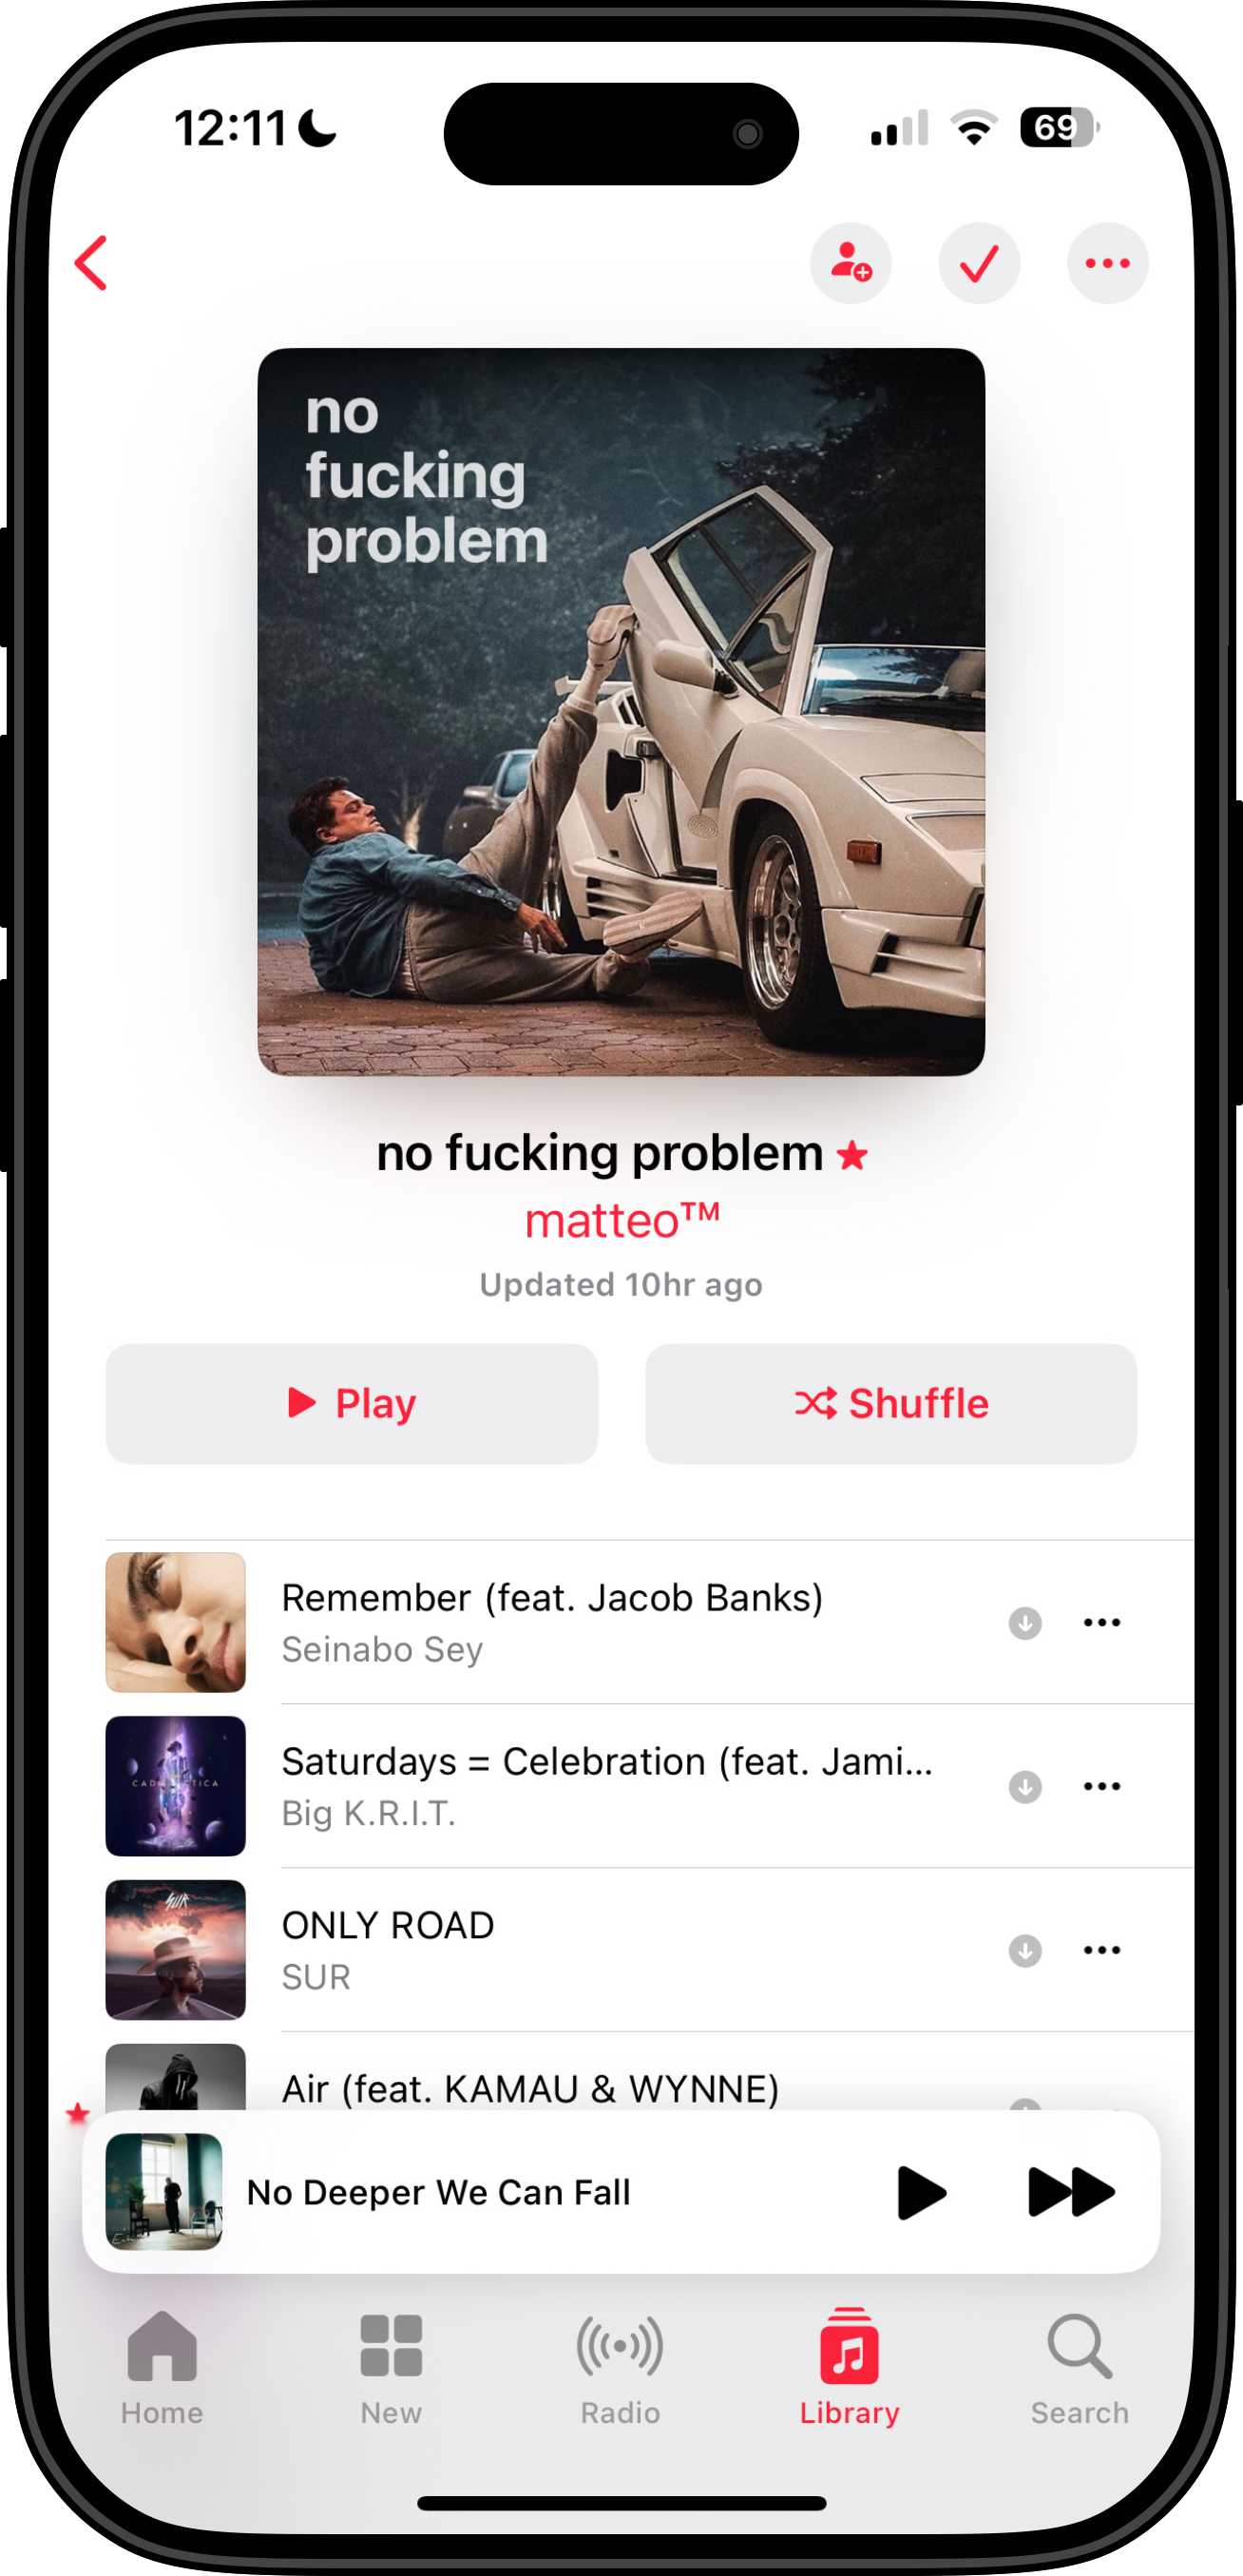 12:11
69
no
fucking
problem
no fucking problem
matteo™
Updated 10hr ago
Play
Shuffle
Remember (feat. Jacob Banks)
Seinabo Sey
Saturdays = Celebration (feat. Jami...
Big K.R.I.T.
ONLY ROAD
SUR
SUR
Air (feat. KAMAU & WYNNE)
No Deeper We Can Fall
Home
New
Radio
Library
Search